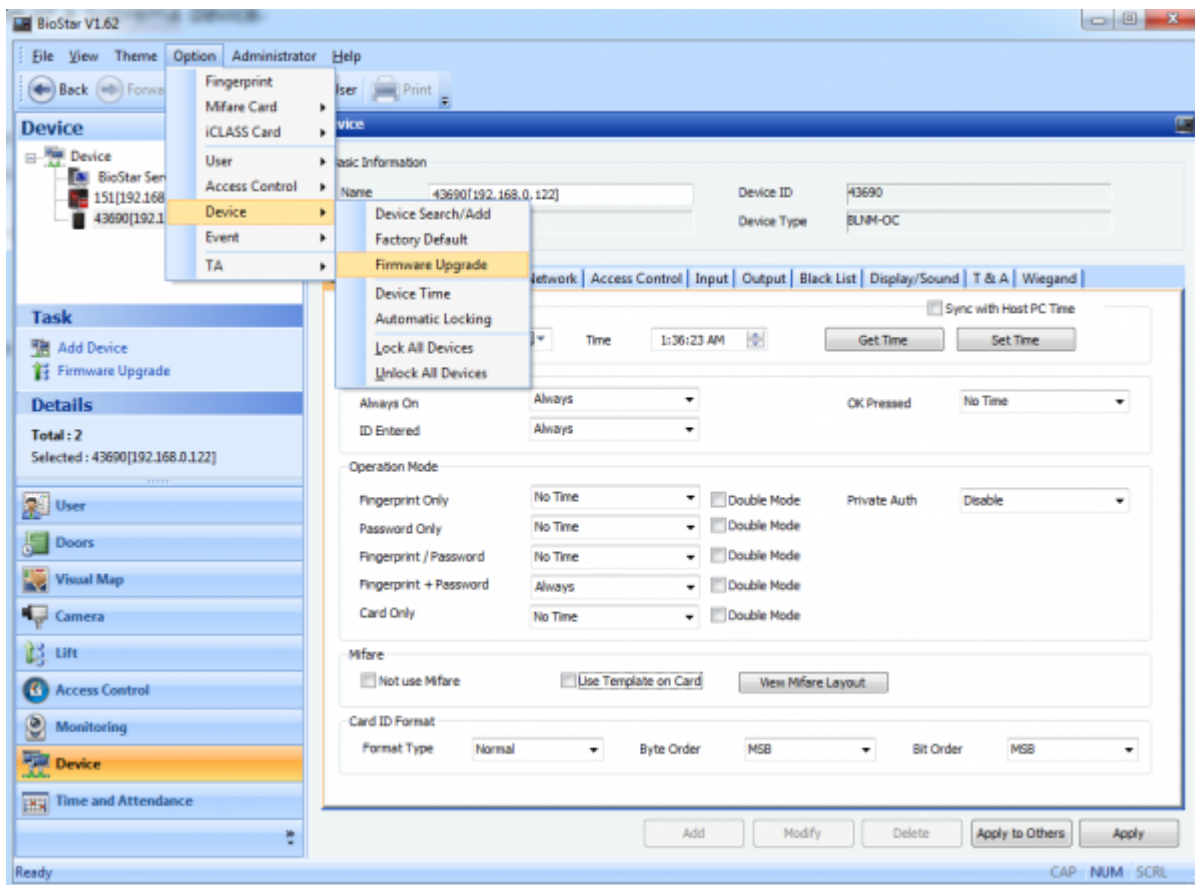 BioStar V1.62
File View Theme Option Administrator Help
Back Forwa ser Print
Fingerprint
Mifare Card
iCLASS Card
User
Access Control
Device
Event
TA
Device Search/Add
Factory Default
Firmware Upgrade
Device Time
Automatic Locking
Lock All Devices
Unlock All Devices
Device
Device
BioStar Ser
151[192.168
43690[192.1
Task
Add Device
Firmware Upgrade
Details
Total : 2
Selected : 43690[192.168.0.122]
User
Doors
Visual Map
Camera
Lift
Access Control
Monitoring
Device
Time and Attendance
vice
asic Information
Name 43690[192.168.0.122] Device ID 43690
Device Type BLNM-OC
Network Access Control Input Output Black List Display/Sound T & A Wiegand
Sync with Host PC Time
Time 1:36:23 AM Get Time Set Time
Always On Always OK Pressed No Time
ID Entered Always
Operation Mode
Fingerprint Only No Time Double Mode Private Auth Disable
Password Only No Time Double Mode
Fingerprint / Password No Time Double Mode
Fingerprint + Password Always Double Mode
Card Only No Time Double Mode
Mifare
Not use Mifare Use Template on Card View Mifare Layout
Card ID Format
Format Type Normal Byte Order MSB Bit Order MSB
Add Modify Delete Apply to Others Apply
Ready CAP NUM SCRL